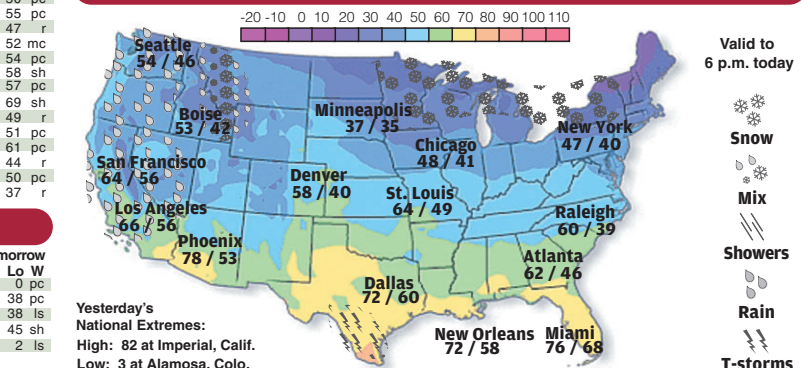 55 pc
47 r
52 mc
54 pc
58 sh
57 pc
69 sh
49 r
51 pc
61 pc
44 r
50 pc
37 r
morrow
Lo W
0 pc
38 pc
38 ls
45 sh
2 ls
-20 -10 0 10 20 30 40 50 60 70 80 90 100 110
Seattle
54 / 46
Boise
53 / 42
Minneapolis
37 / 35
New York
47 / 40
Chicago
48 / 41
San Francisco
64 / 56
Denver
58 / 40
St. Louis
64 / 49
Los Angeles
66 / 56
Raleigh
60 / 39
Phoenix
78 / 53
Atlanta
62 / 46
Dallas
72 / 60
New Orleans
72 / 58
Miami
76 / 68
Yesterday's
National Extremes:
High: 82 at Imperial, Calif.
Low: 3 at Alamosa, Colo.
Valid to
6 p.m. today
Snow
Mix
Showers
Rain
T-storms